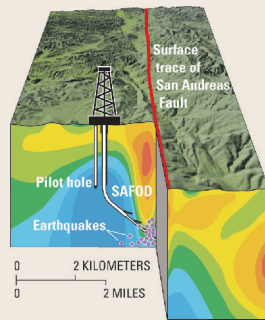 Surface
trace of
San Andreas
Fault
Pilot hole
SAFOD
Earthquakes
0 2 KILOMETERS
0 2 MILES